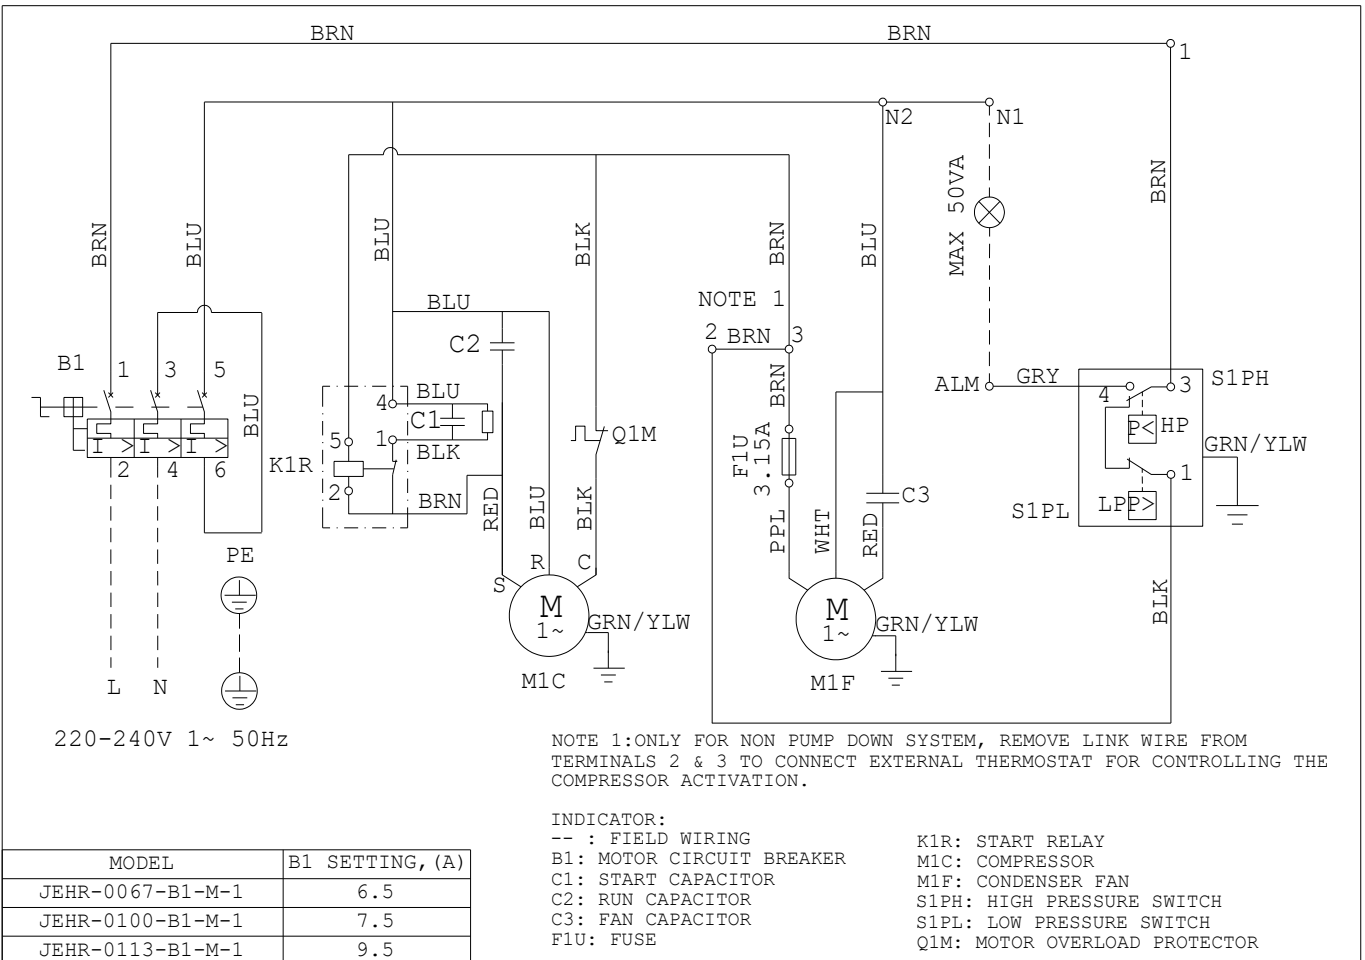 BRN
BRN
1
N2
N1
BRN
BLU
BLU
BLK
BRN
BLU
MAX 50VA
BRN
NOTE 1
BLU
C2
2
BRN
3
B1
1
3
5
BLU
BLU
4
C1
1
BLK
5
K1R
2
BRN
Q1M
BRN
F1U
3.15A
ALM
GRY
4
3
S1PH
P<
HP
GRN/YLW
1
LP
P>
S1PL
I >
I >
I >
2
4
6
RED
BLU
BLK
PPL
WHT
RED
C3
PE
S
R
C
M
1~
GRN/YLW
M1C
M
1~
GRN/YLW
M1F
BLK
L
N
220-240V 1~ 50Hz
NOTE 1:ONLY FOR NON PUMP DOWN SYSTEM, REMOVE LINK WIRE FROM
TERMINALS 2 & 3 TO CONNECT EXTERNAL THERMOSTAT FOR CONTROLLING THE
COMPRESSOR ACTIVATION.
INDICATOR:
-- : FIELD WIRING
B1: MOTOR CIRCUIT BREAKER
C1: START CAPACITOR
C2: RUN CAPACITOR
C3: FAN CAPACITOR
F1U: FUSE
K1R: START RELAY
M1C: COMPRESSOR
M1F: CONDENSER FAN
S1PH: HIGH PRESSURE SWITCH
S1PL: LOW PRESSURE SWITCH
Q1M: MOTOR OVERLOAD PROTECTOR
MODEL B1 SETTING,(A)
JEHR-0067-B1-M-1 6.5
JEHR-0100-B1-M-1 7.5
JEHR-0113-B1-M-1 9.5